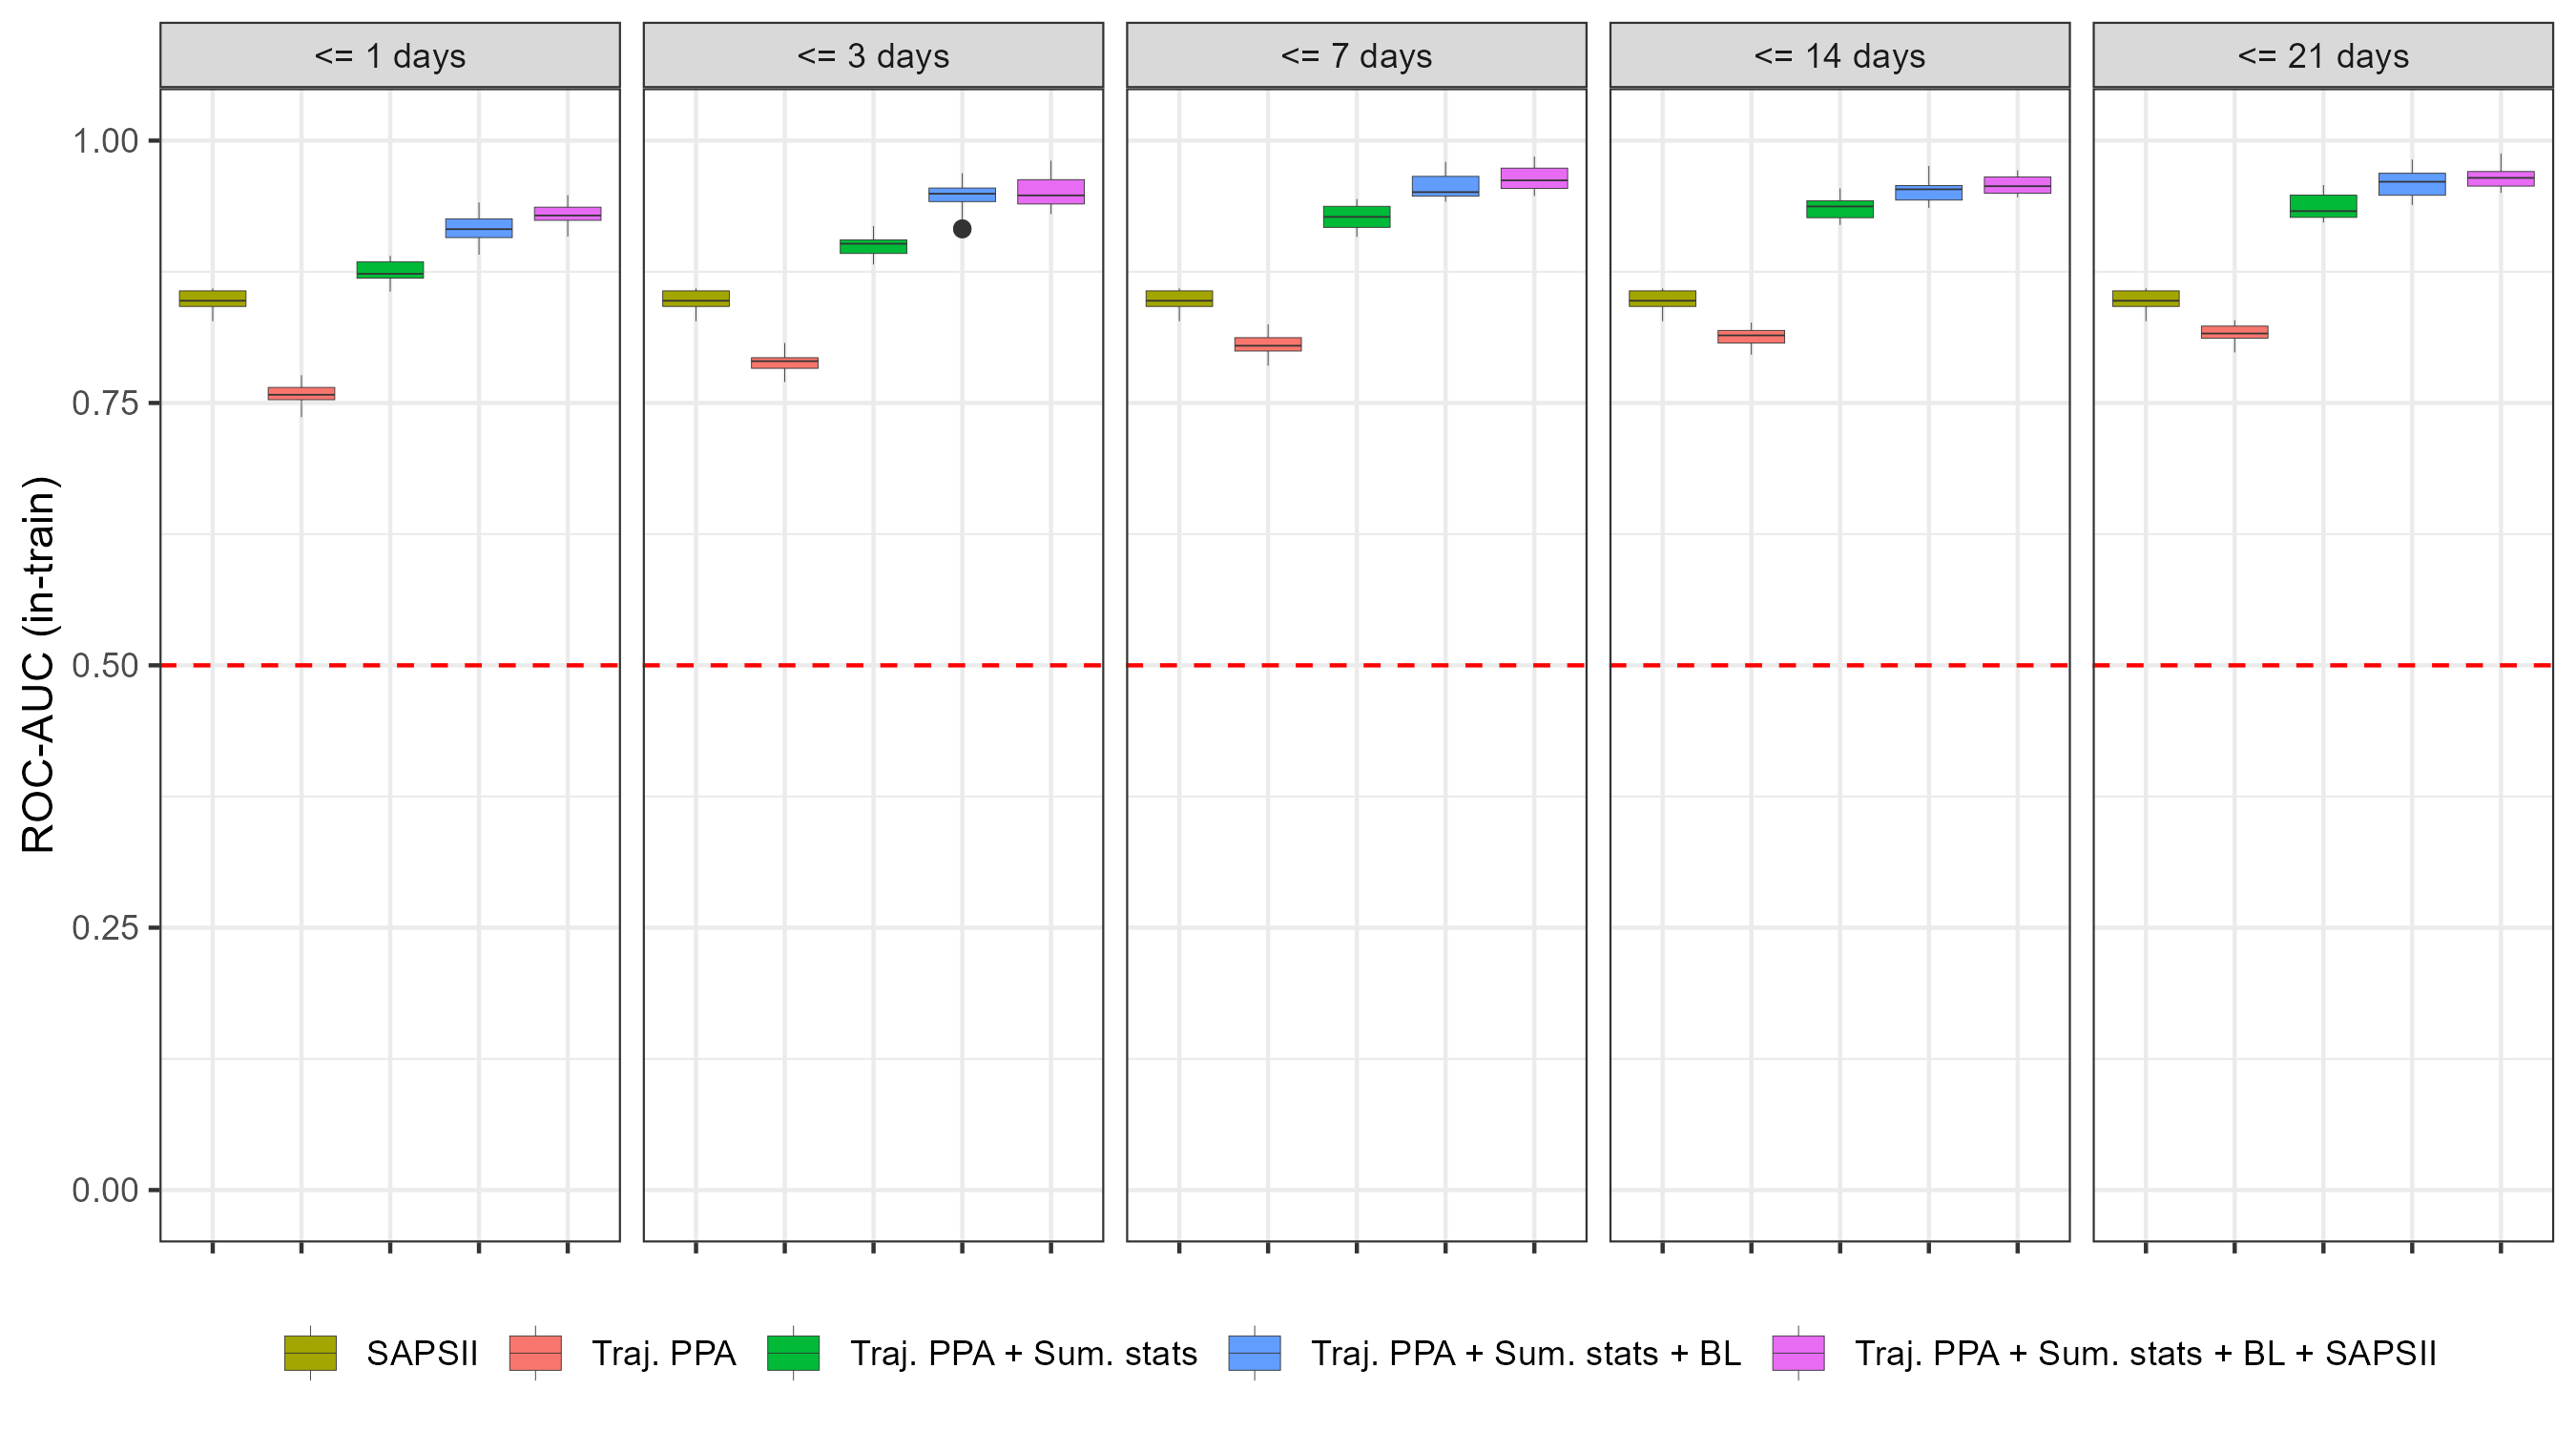 <= 1 days
<= 3 days
<= 7 days
<= 14 days
<= 21 days
ROC-AUC (in-train)
1.00
0.75
0.50
0.25
0.00
SAPSII
Traj. PPA
Traj. PPA + Sum. stats
Traj. PPA + Sum. stats + BL
Traj. PPA + Sum. stats + BL + SAPSII